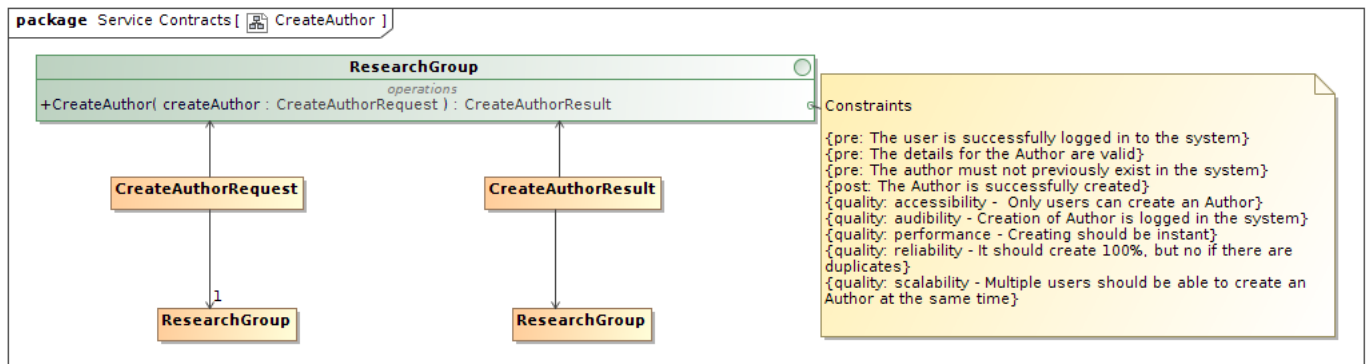 package Service Contracts [ CreateAuthor ]
ResearchGroup
operations
+CreateAuthor( createAuthor : CreateAuthorRequest ) : CreateAuthorResult
Constraints
{pre: The user is successfully logged in to the system}
{pre: The details for the Author are valid}
{pre: The author must not previously exist in the system}
{post: The Author is successfully created}
{quality: accessibility - Only users can create an Author}
{quality: audibility - Creation of Author is logged in the system}
{quality: performance - Creating should be instant}
{quality: reliability - It should create 100%, but no if there are
duplicates}
{quality: scalability - Multiple users should be able to create an
Author at the same time}
CreateAuthorRequest
CreateAuthorResult
1
ResearchGroup
ResearchGroup